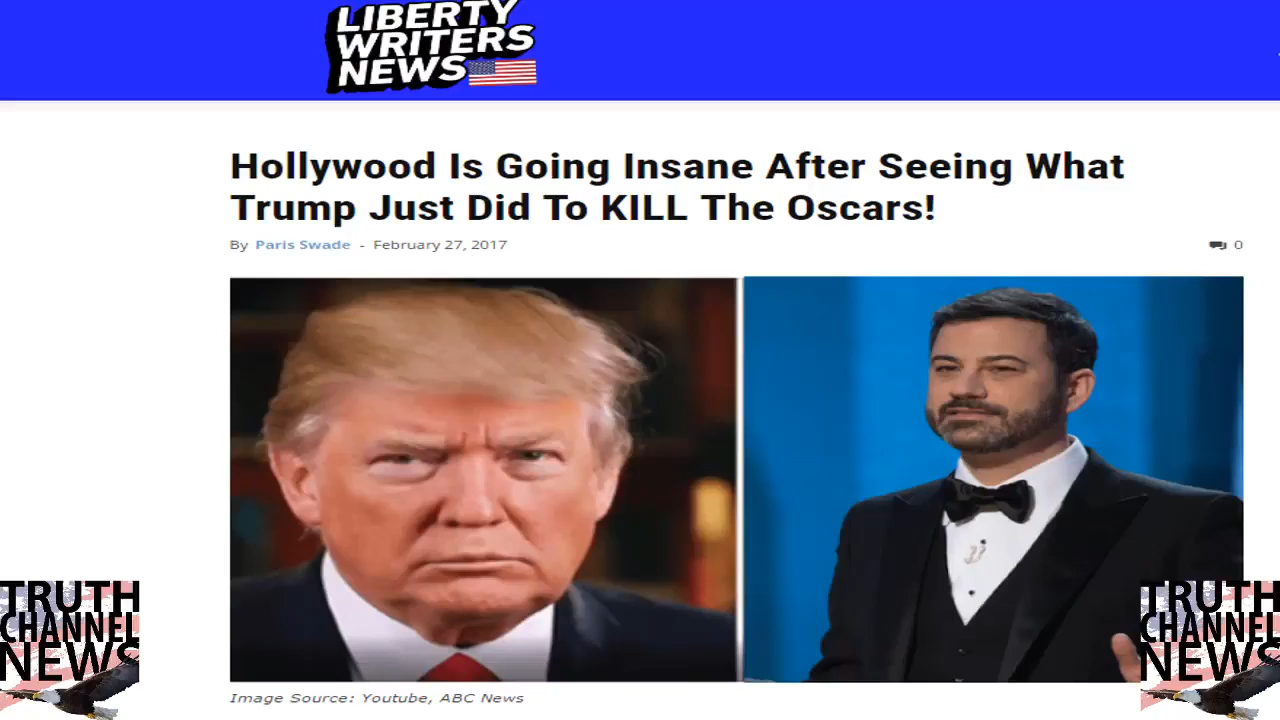 LIBERTY
WRITERS
NEWS
Hollywood Is Going Insane After Seeing What
Trump Just Did To KILL The Oscars!
By Paris Swade - February 27, 2017
0
Image Source: Youtube, ABC News
TRUTH
CHANNEL
NEWS
TRUTH
CHANNEL
NEWS